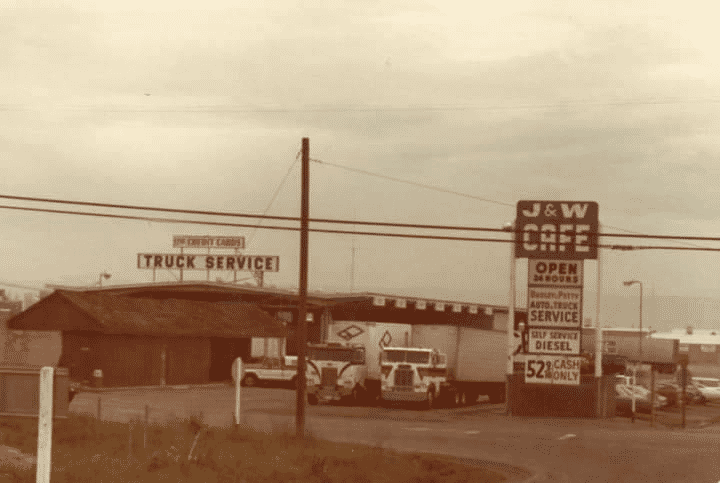 CREDIT CARDS
TRUCK SERVICE
J & W
CAFE
OPEN
24 HOURS
AUTO & TRUCK
SERVICE
SELF SERVICE
DIESEL
52 9 CASH
ONLY